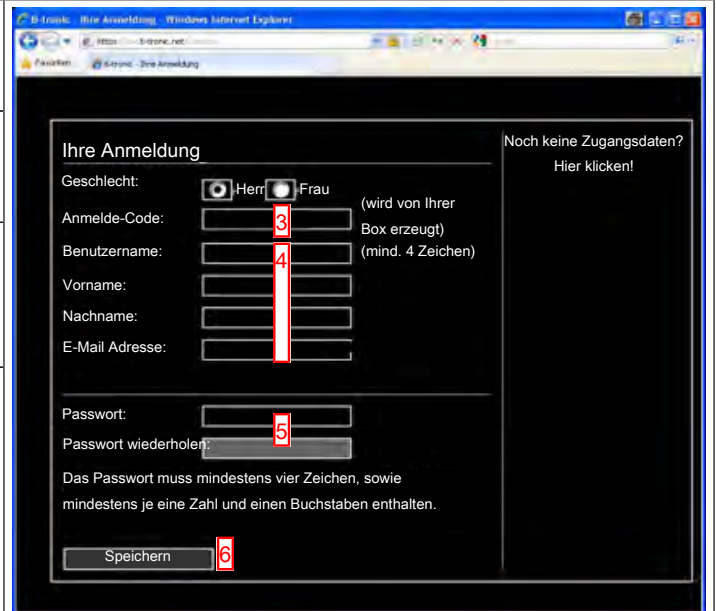 B-tronic - Ihre Anmeldung - Windows Internet Explorer
b-tronic.net
Favoriten B-tronic - Ihre Anmeldung
Ihre Anmeldung
Noch keine Zugangsdaten?
Hier klicken!
Geschlecht: Herr Frau
Anmelde-Code: 3 (wird von Ihrer
Box erzeugt)
Benutzername: 4 (mind. 4 Zeichen)
Vorname:
Nachname:
E-Mail Adresse:
Passwort: 5
Passwort wiederholen:
Das Passwort muss mindestens vier Zeichen, sowie
mindestens je eine Zahl und einen Buchstaben enthalten.
Speichern 6